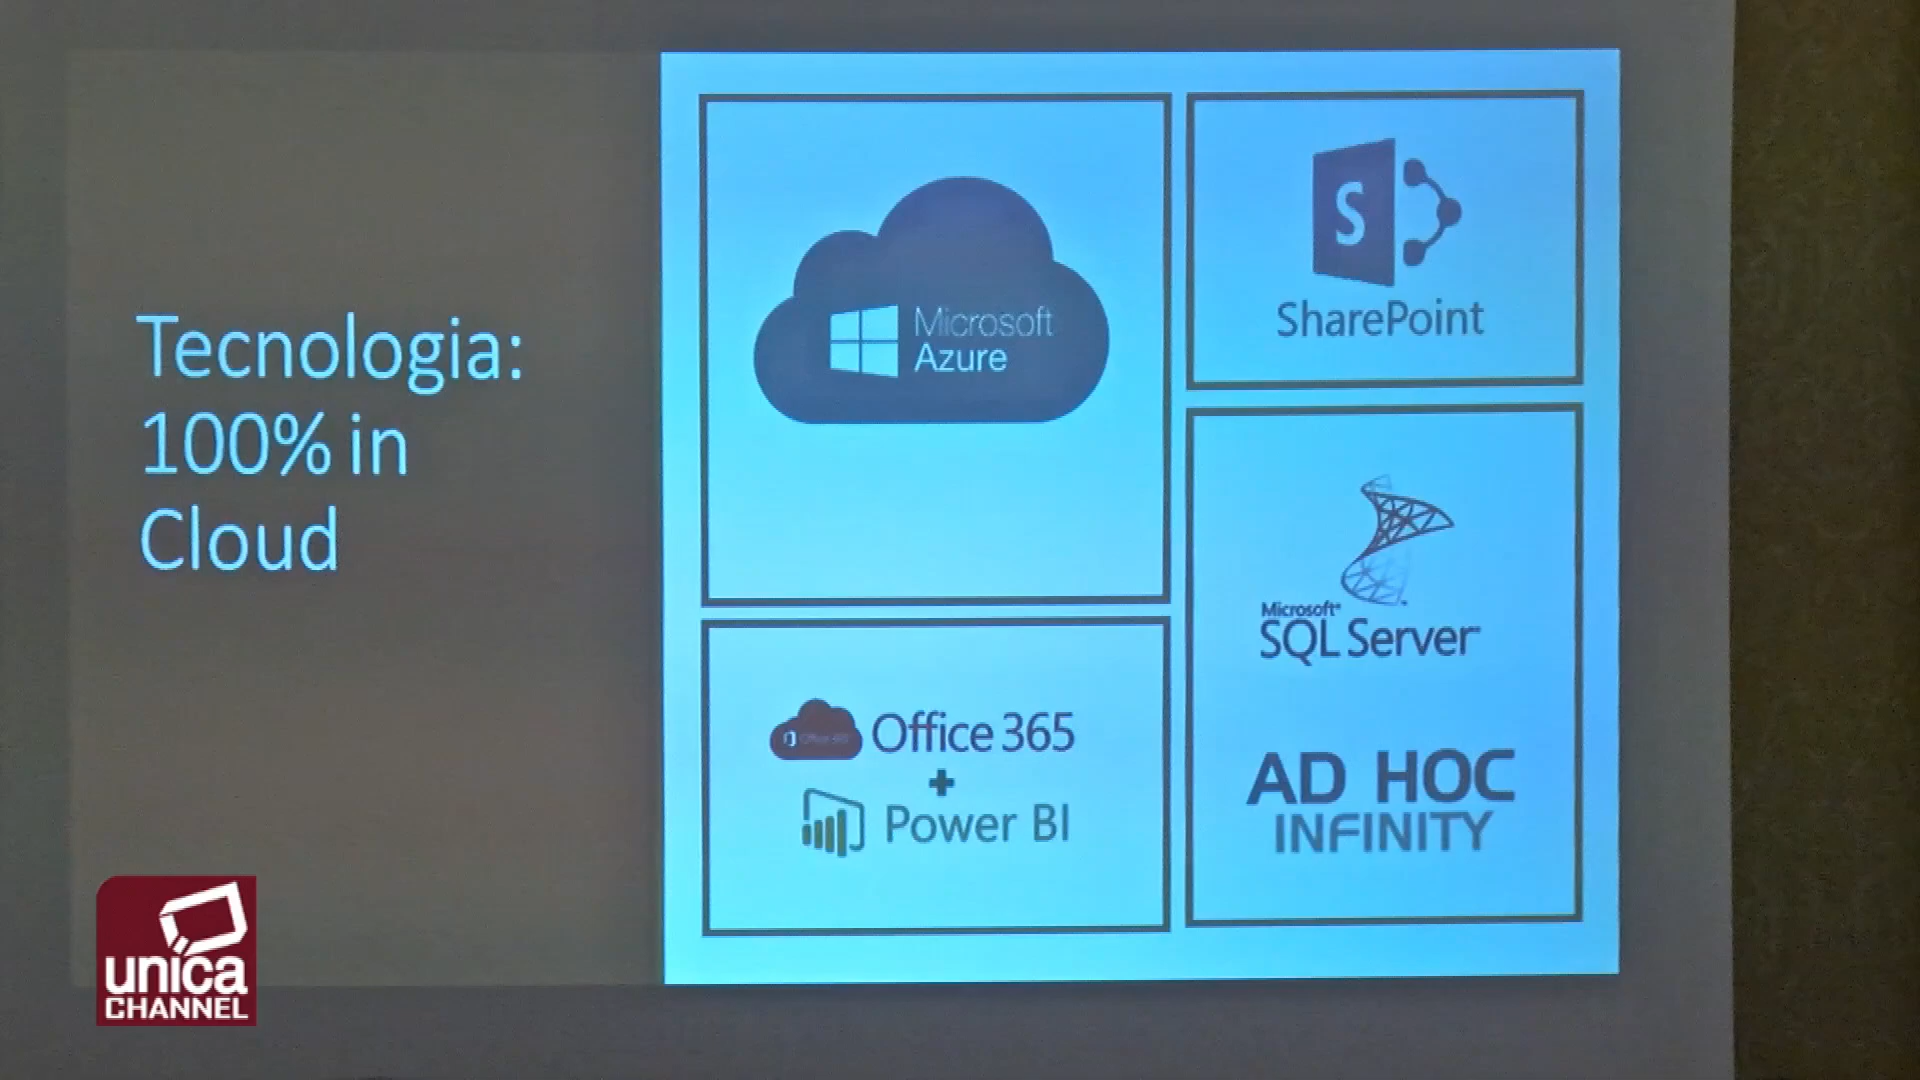 Tecnologia:
100% in
Cloud
Microsoft
Azure
S
SharePoint
Microsoft®
SQL Server
AD HOC
INFINITY
Office 365
+
Power BI
unica
CHANNEL